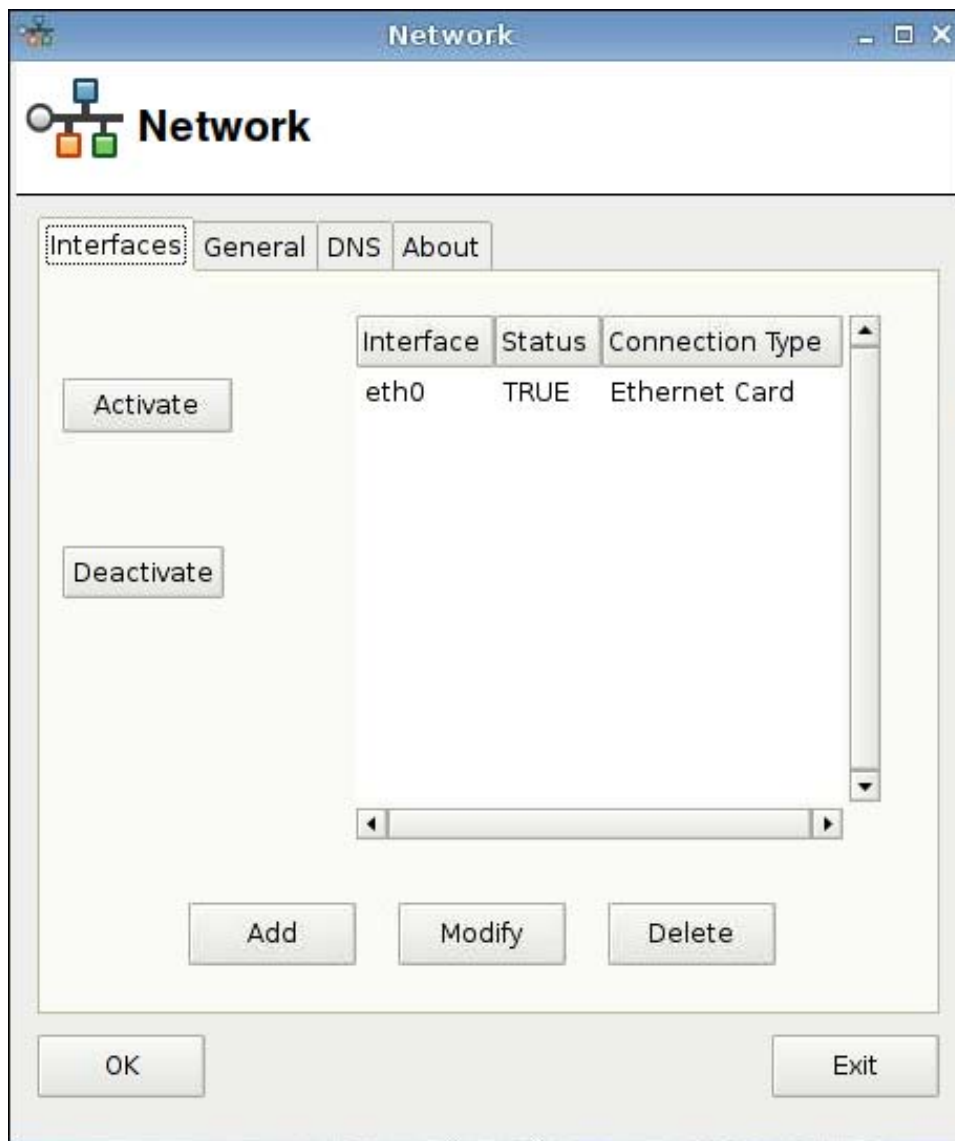 Network
Network
Interfaces General DNS About
Interface Status Connection Type
eth0 TRUE Ethernet Card
Activate
Deactivate
Add Modify Delete
OK Exit